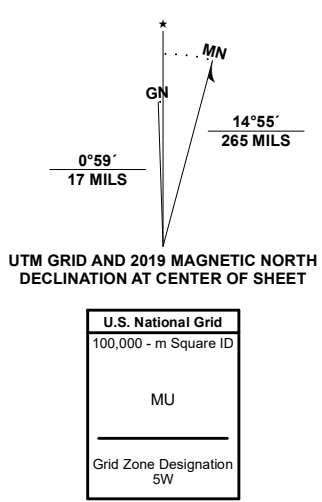 ★
MN
GN
14°55´
265 MILS
0°59´
17 MILS
UTM GRID AND 2019 MAGNETIC NORTH
DECLINATION AT CENTER OF SHEET
U.S. National Grid
100,000 - m Square ID
MU
Grid Zone Designation
5W